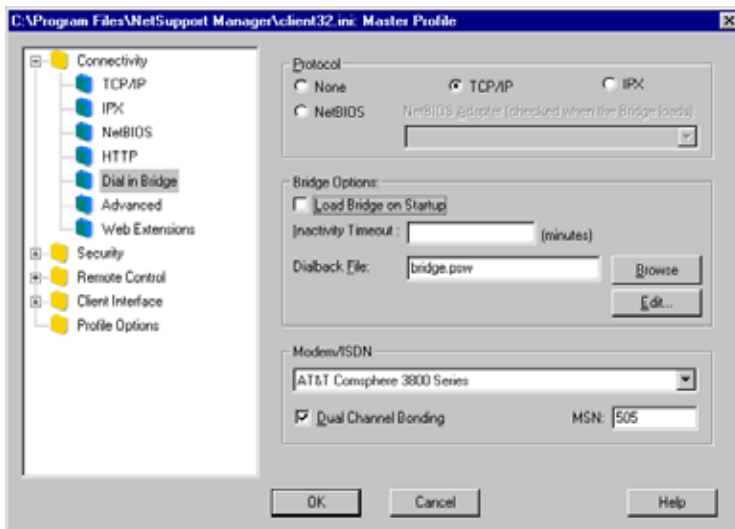 C:\Program Files\NetSupport Manager\client32.ini: Master Profile
Connectivity
TCP/IP
IPX
NetBIOS
HTTP
Dial in Bridge
Advanced
Web Extensions
Security
Remote Control
Client Interface
Profile Options
Protocol
None
TCP/IP
IPX
NetBIOS
NetBIOS Adapter (checked when the Bridge loads)
Bridge Options:
Load Bridge on Startup
Inactivity Timeout :
(minutes)
Dialback File:
bridge.psw
Browse
Edit...
Modem/ISDN
AT&T Comsphere 3800 Series
Dual Channel Bonding
MSN: 505
OK
Cancel
Help